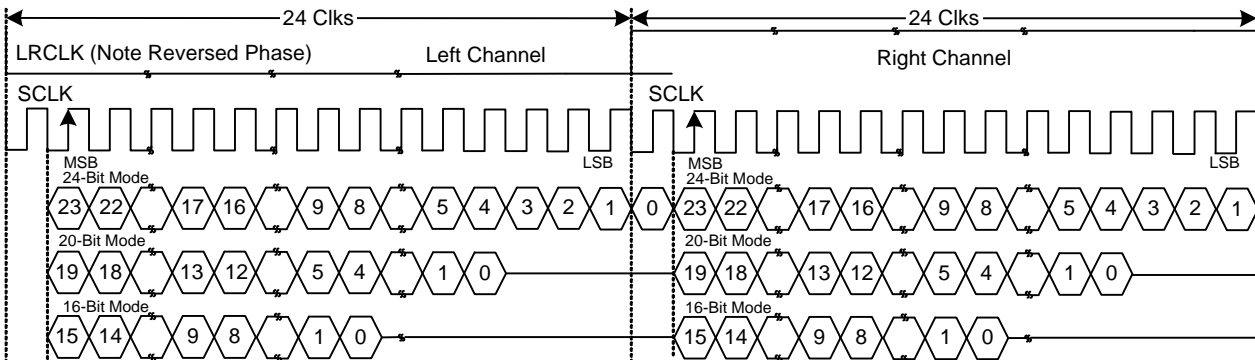 24 Clks 24 Clks
LRCLK (Note Reversed Phase) Left Channel Right Channel
SCLK SCLK
MSB LSB MSB LSB
24-Bit Mode 24-Bit Mode
23 22 17 16 9 8 5 4 3 2 1 0 23 22 17 16 9 8 5 4 3 2 1
20-Bit Mode 20-Bit Mode
19 18 13 12 5 4 1 0 19 18 13 12 5 4 1 0
16-Bit Mode 16-Bit Mode
15 14 9 8 1 0 15 14 9 8 1 0